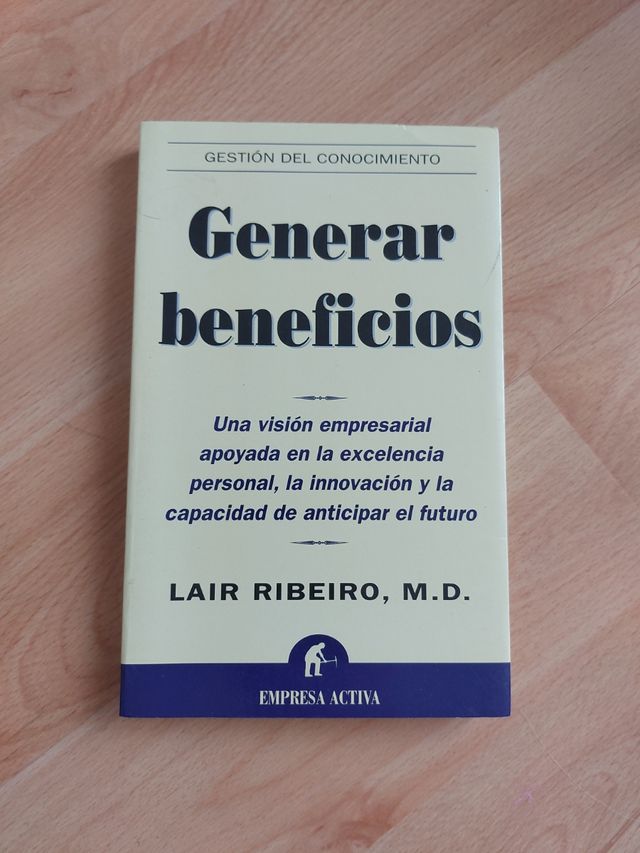 GESTIÓN DEL CONOCIMIENTO
Generar
beneficios
Una visión empresarial
apoyada en la excelencia
personal, la innovación y la
capacidad de anticipar el futuro
LAIR RIBEIRO, M.D.
EMPRESA ACTIVA